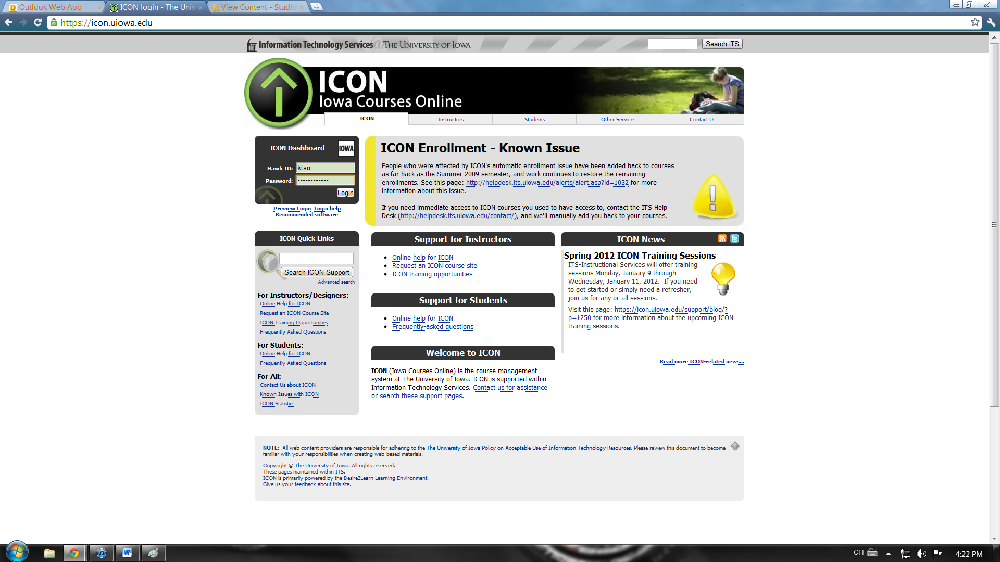 Outlook Web App
ICON login - The Univ
View Content - Studio
https://icon.uiowa.edu
Information Technology Services@The University of Iowa
Search ITS
ICON
Iowa Courses Online
ICON
Instructors
Students
Other Services
Contact Us
ICON Dashboard
IOWA
Hawk ID: ktso
Password: ••••••••••••
Login
Preview Login Login help
Recommended software
ICON Enrollment - Known Issue
People who were affected by ICON's automatic enrollment issue have been added back to courses
as far back as the Summer 2009 semester, and work continues to restore the remaining
enrollments. See this page: http://helpdesk.its.uiowa.edu/alerts/alert.asp?id=1032 for more
information about this issue.
If you need immediate access to ICON courses you used to have access to, contact the ITS Help
Desk (http://helpdesk.its.uiowa.edu/contact/), and we'll manually add you back to your courses.
ICON Quick Links
Search ICON Support
Advanced search
For Instructors/Designers:
Online Help for ICON
Request an ICON Course Site
ICON Training Opportunities
Frequently Asked Questions
For Students:
Online Help for ICON
Frequently Asked Questions
For All:
Contact Us about ICON
Known Issues with ICON
ICON Statistics
Support for Instructors
• Online help for ICON
• Request an ICON course site
• ICON training opportunities
Support for Students
• Online help for ICON
• Frequently-asked questions
Welcome to ICON
ICON (Iowa Courses Online) is the course management
system at The University of Iowa. ICON is supported within
Information Technology Services. Contact us for assistance
or search these support pages.
ICON News
Spring 2012 ICON Training Sessions
ITS-Instructional Services will offer training
sessions Monday, January 9 through
Wednesday, January 11, 2012. If you need
to get started or simply need a refresher,
join us for any or all sessions.
Visit this page: https://icon.uiowa.edu/support/blog/?
p=1250 for more information about the upcoming ICON
training sessions.
Read more ICON-related news...
NOTE: All web content providers are responsible for adhering to the The University of Iowa Policy on Acceptable Use of Information Technology Resources. Please review this document to become
familiar with your responsibilities when creating web-based materials.
Copyright © The University of Iowa. All rights reserved.
These pages maintained within ITS.
ICON is primarily powered by the Desire2Learn Learning Environment.
Give us your feedback about this site.
CH
4:22 PM